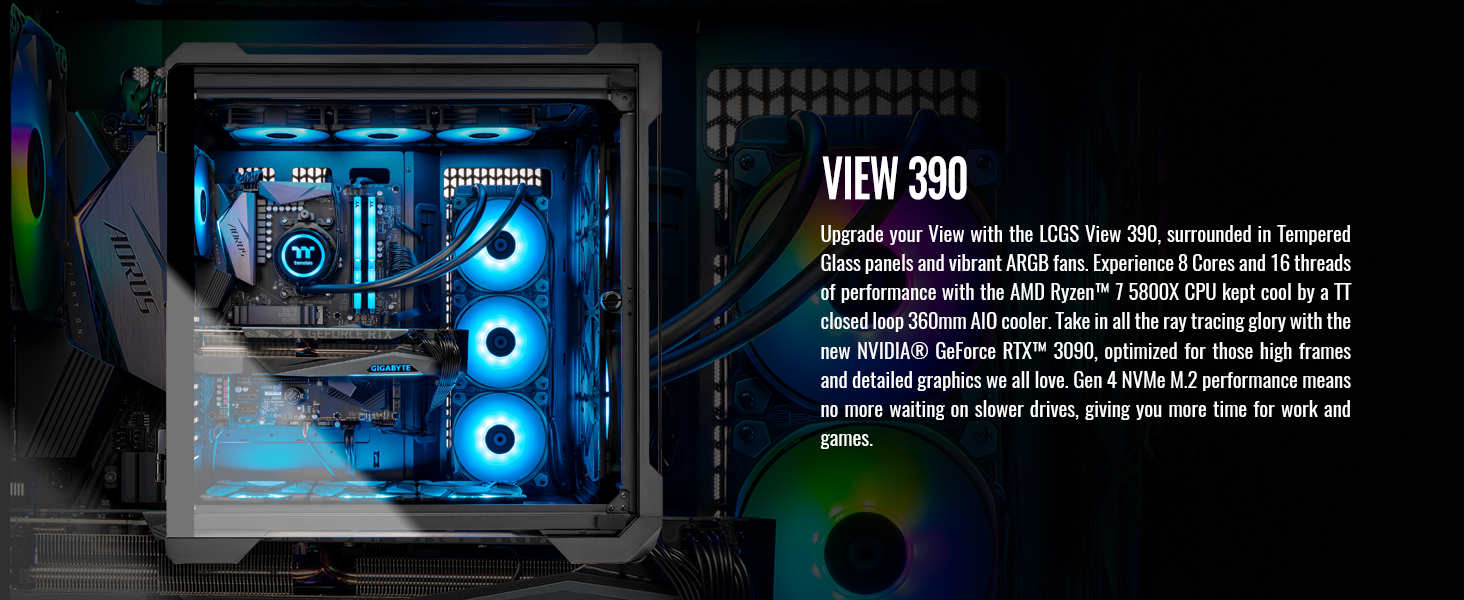 VIEW 390
Upgrade your View with the LCGS View 390, surrounded in Tempered
Glass panels and vibrant ARGB fans. Experience 8 Cores and 16 threads
of performance with the AMD Ryzen™ 7 5800X CPU kept cool by a TT
closed loop 360mm AIO cooler. Take in all the ray tracing glory with the
new NVIDIA® GeForce RTX™ 3090, optimized for those high frames
and detailed graphics we all love. Gen 4 NVMe M.2 performance means
no more waiting on slower drives, giving you more time for work and
games.
AORUS
AORUS
thermaltake
GEFORCE RTX
GIGABYTE